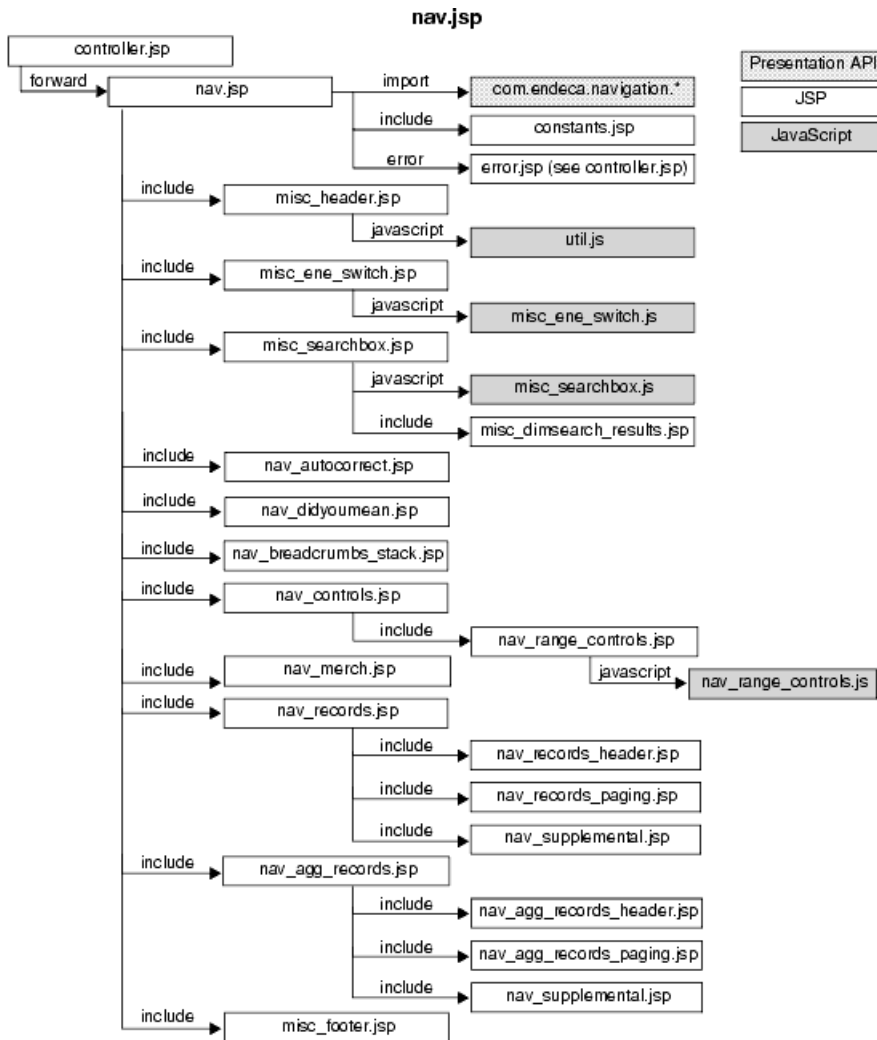 nav.jsp
controller.jsp
forward
nav.jsp
import
com.endeca.navigation.*
Presentation API
include
constants.jsp
JSP
error
error.jsp (see controller.jsp)
JavaScript
include
misc_header.jsp
javascript
util.js
include
misc_ene_switch.jsp
javascript
misc_ene_switch.js
include
misc_searchbox.jsp
javascript
misc_searchbox.js
include
misc_dimsearch_results.jsp
include
nav_autocorrect.jsp
include
nav_didyoumean.jsp
include
nav_breadcrumbs_stack.jsp
include
nav_controls.jsp
include
nav_range_controls.jsp
javascript
nav_range_controls.js
include
nav_merch.jsp
include
nav_records.jsp
include
nav_records_header.jsp
include
nav_records_paging.jsp
include
nav_supplemental.jsp
include
nav_agg_records.jsp
include
nav_agg_records_header.jsp
include
nav_agg_records_paging.jsp
include
nav_supplemental.jsp
include
misc_footer.jsp